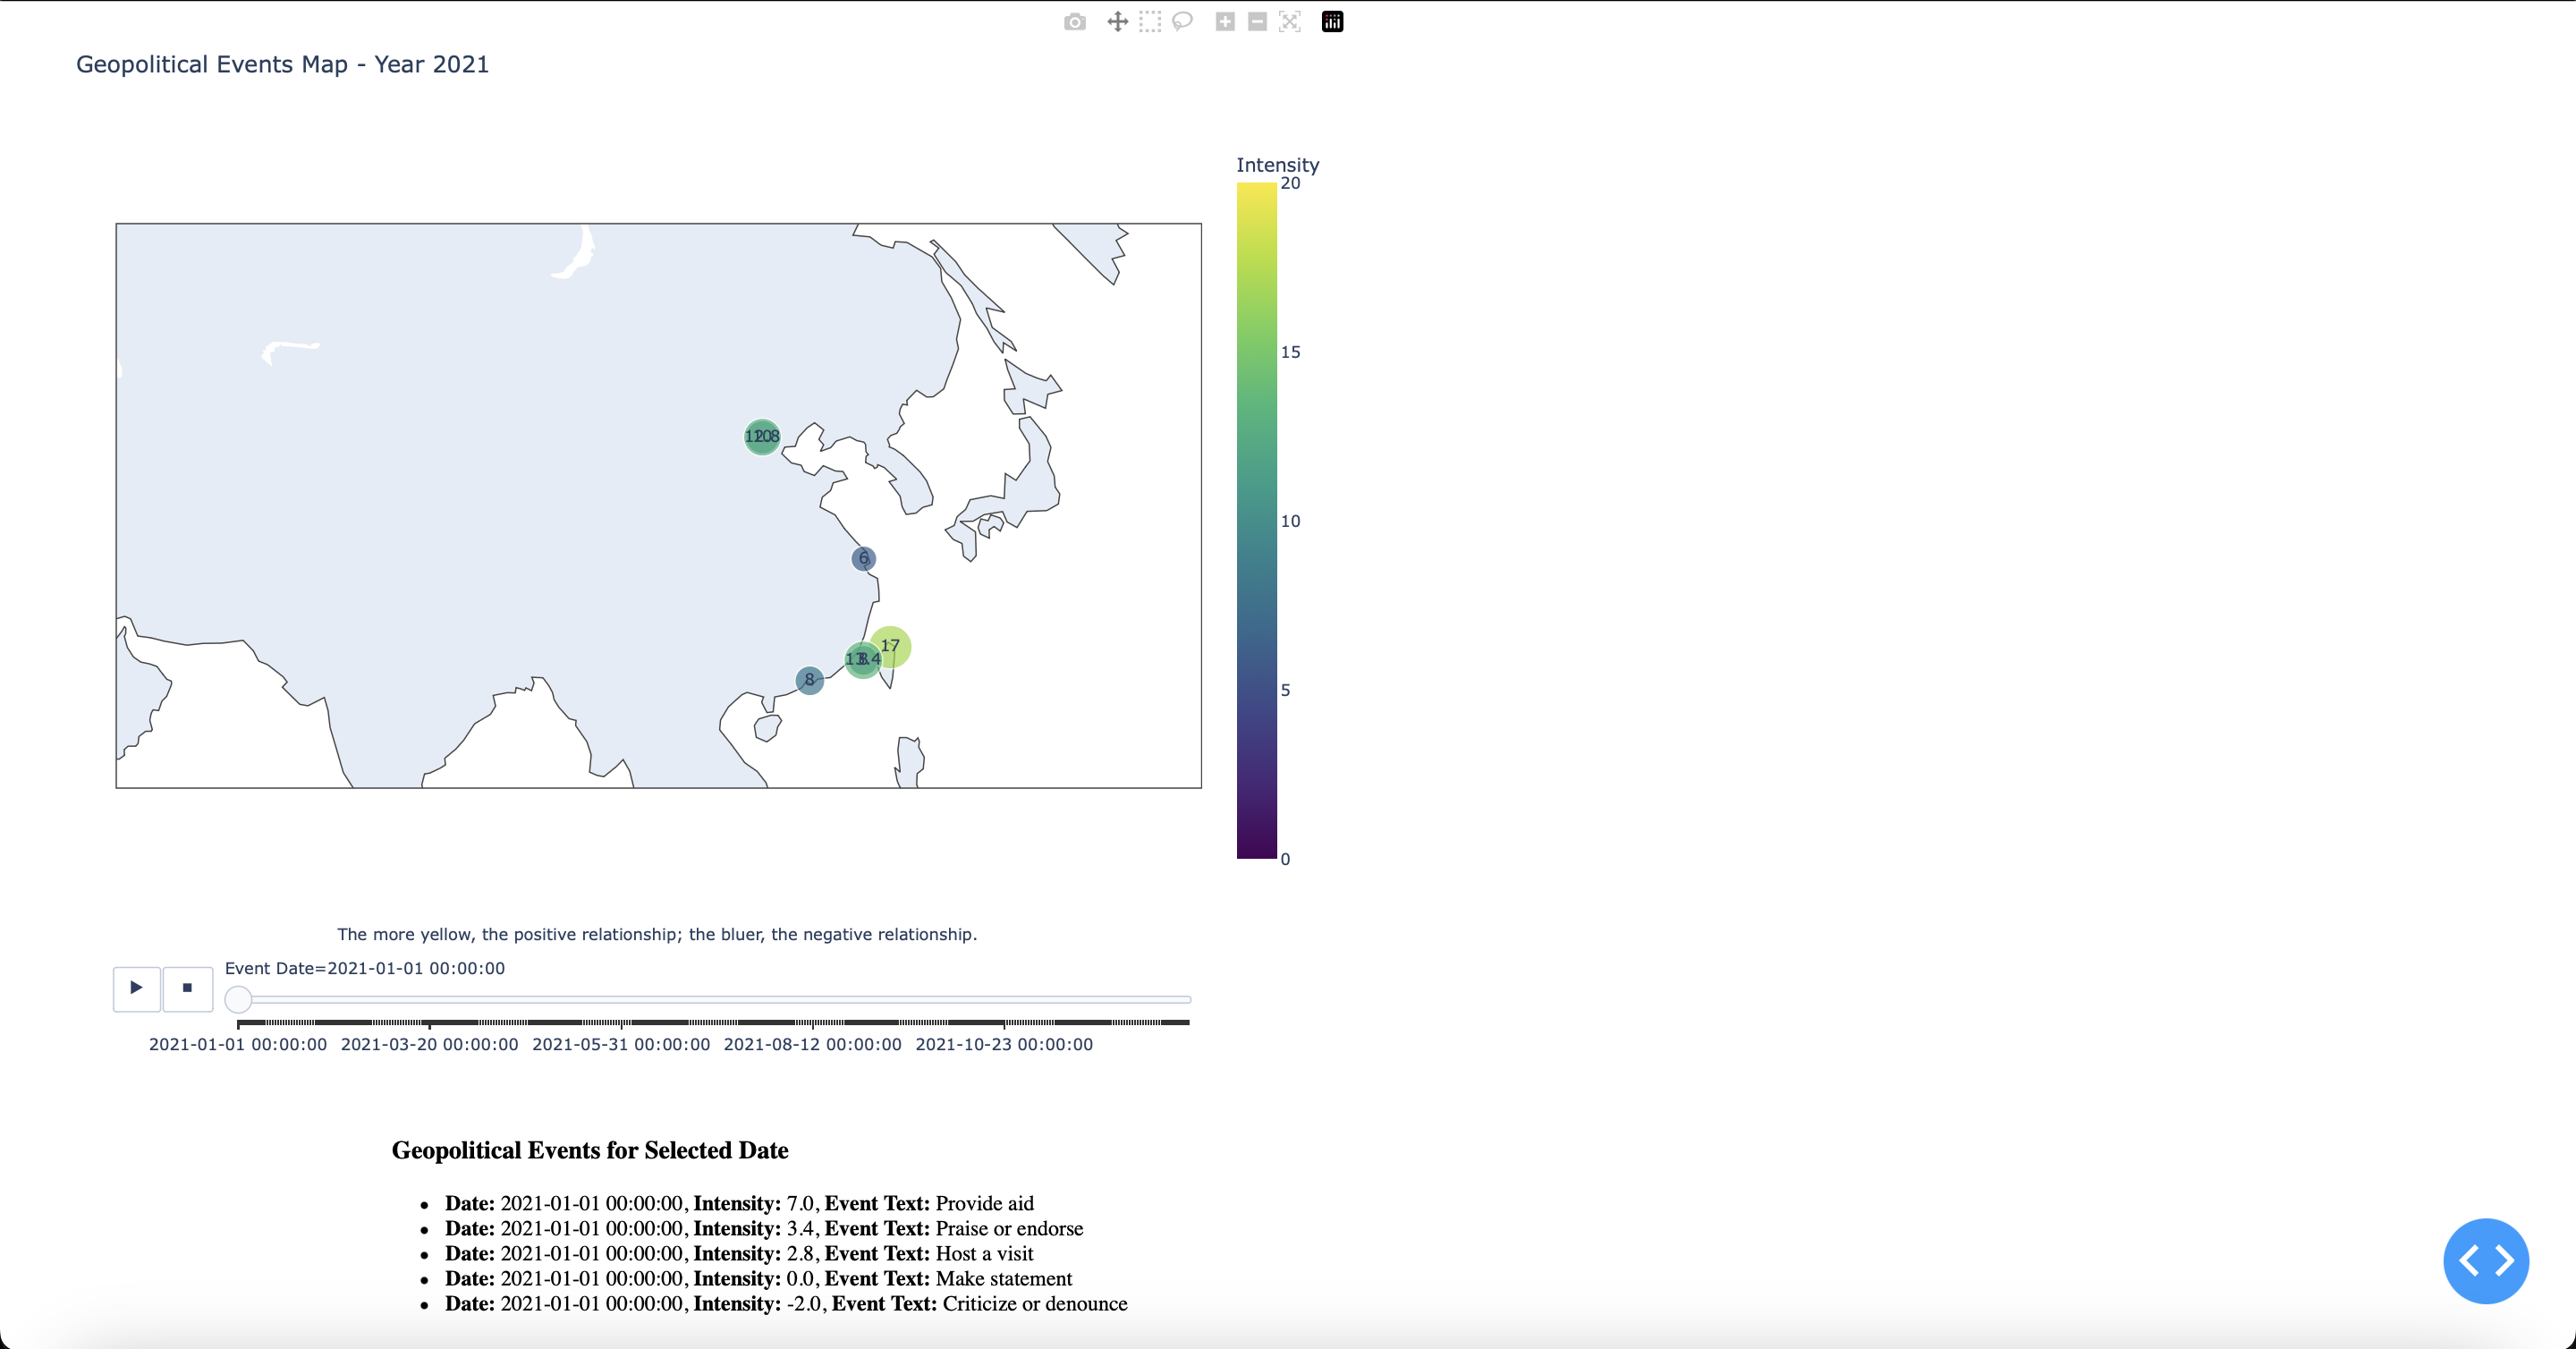 Geopolitical Events Map - Year 2021
Intensity
20
15
10
5
0
6
17
8
The more yellow, the positive relationship; the bluer, the negative relationship.
Event Date=2021-01-01 00:00:00
2021-01-01 00:00:00 2021-03-20 00:00:00 2021-05-31 00:00:00 2021-08-12 00:00:00 2021-10-23 00:00:00
Geopolitical Events for Selected Date
Date: 2021-01-01 00:00:00, Intensity: 7.0, Event Text: Provide aid
Date: 2021-01-01 00:00:00, Intensity: 3.4, Event Text: Praise or endorse
Date: 2021-01-01 00:00:00, Intensity: 2.8, Event Text: Host a visit
Date: 2021-01-01 00:00:00, Intensity: 0.0, Event Text: Make statement
Date: 2021-01-01 00:00:00, Intensity: -2.0, Event Text: Criticize or denounce